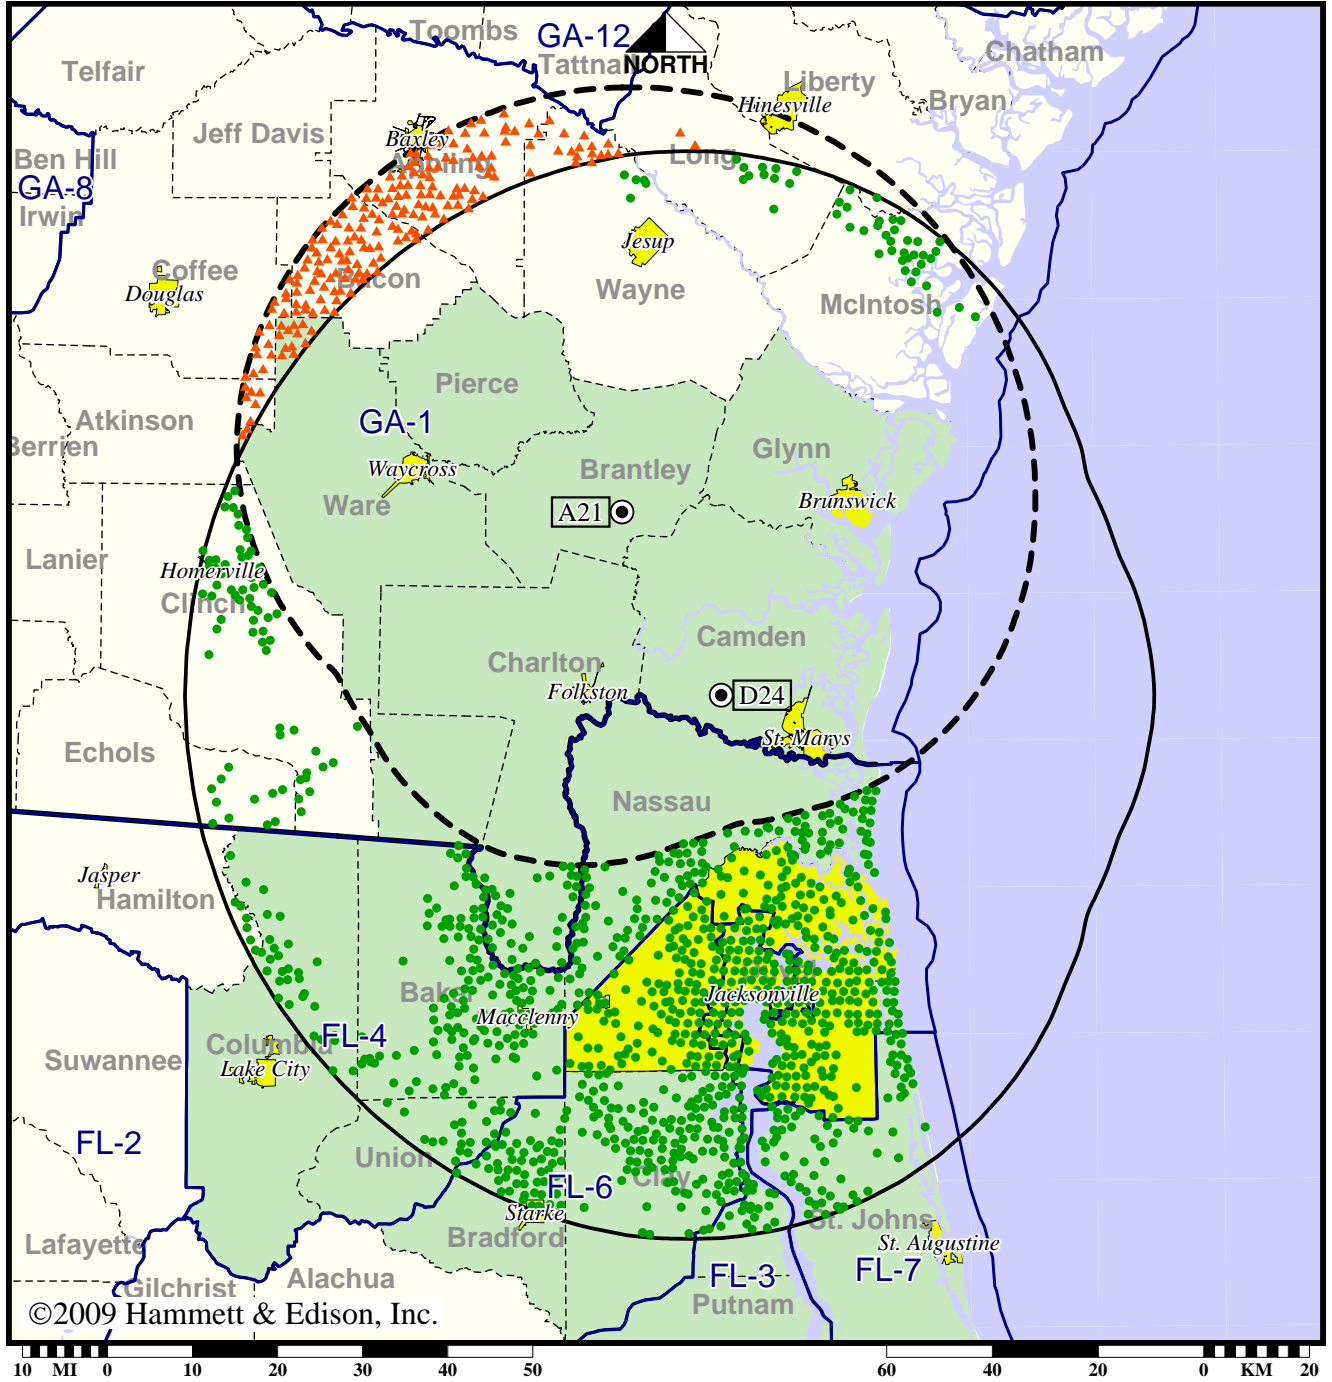 Toombs
GA-12
Chatham
Telfair
Tattna
NORTH
Liberty
Bryan
Hinesville
Jeff Davis
Baxley
Appling
Long
Ben Hill
GA-8
Irwin
Jesup
Coffee
Bacon
Wayne
Douglas
McIntosh
Pierce
GA-1
Atkinson
Berrien
Glynn
Waycross
Brantley
Ware
Brunswick
A21
Lanier
Homerville
Clinch
Camden
Charlton
Folkston
D24
St. Marys
Echols
Nassau
Jasper
Hamilton
Duval
Baker
Jacksonville
Macclenny
FL-4
Columbia
Suwannee
Lake City
FL-2
Union
Clay
FL-6
Starke
St. Johns
Bradford
St. Augustine
Lafayette
FL-7
Alachua
FL-3
Gilchrist
Putnam
©2009 Hammett & Edison, Inc.
10 MI 0 10 20 30 40 50 60 40 20 0 KM 20